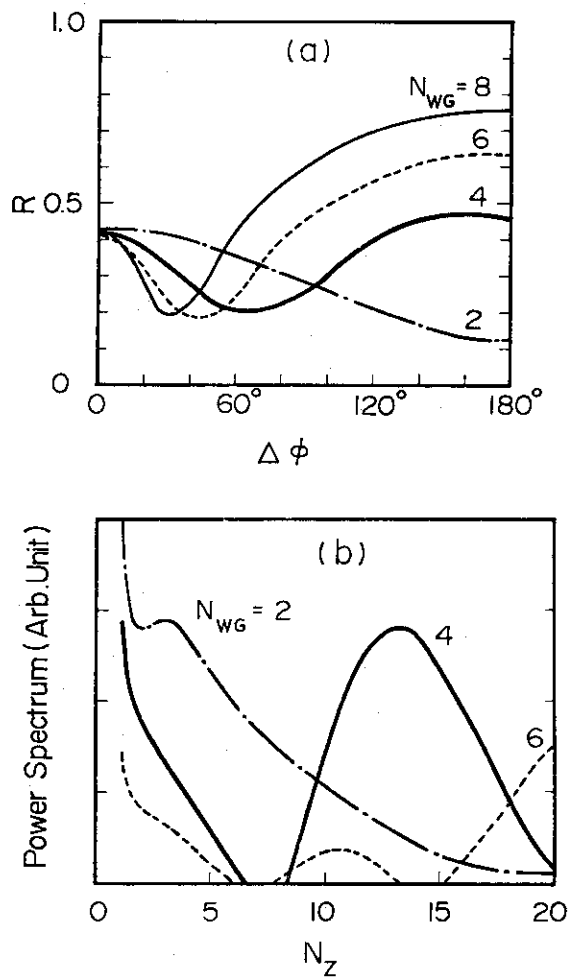 1.0
(a)
N_WG = 8
6
R 0.5
4
2
0
0 60° 120° 180°
Δ φ
Power Spectrum (Arb. Unit)
(b)
N_WG = 2
4
6
0 5 10 15 20
N_Z